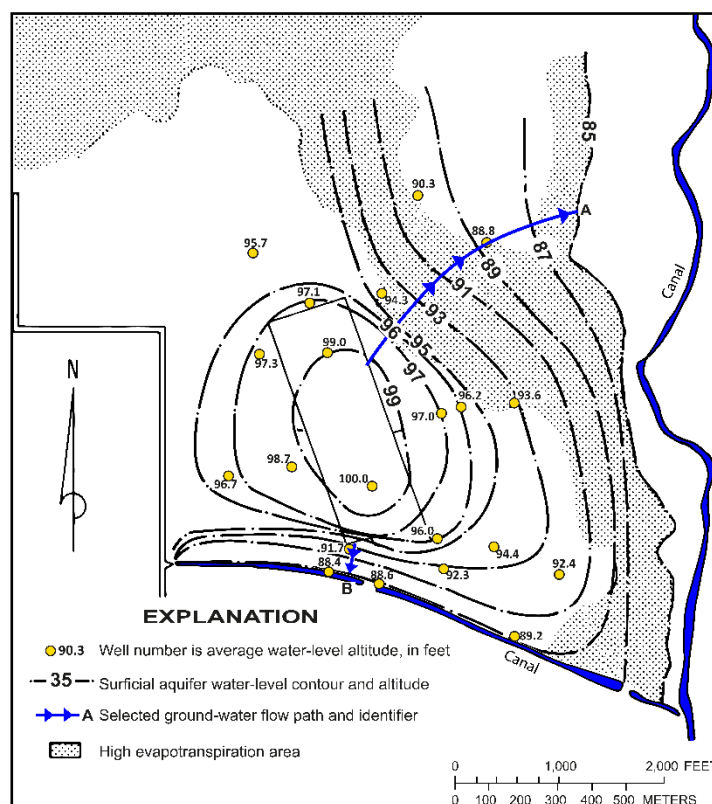 85
90.3
A
88.8
95.7
87
89
Canal
91
97.1
94.3
93
96
95
99.0
97.3
97
99
N
96.2
93.6
97.0
98.7
96.7
100.0
96.0
94.4
91.7
92.4
92.3
88.4
88.6
B
EXPLANATION
89.2
Canal
90.3 Well number is average water-level altitude, in feet
35 Surficial aquifer water-level contour and altitude
A Selected ground-water flow path and identifier
High evapotranspiration area
0 1,000 2,000 FEET
0 100 200 300 400 500 METERS